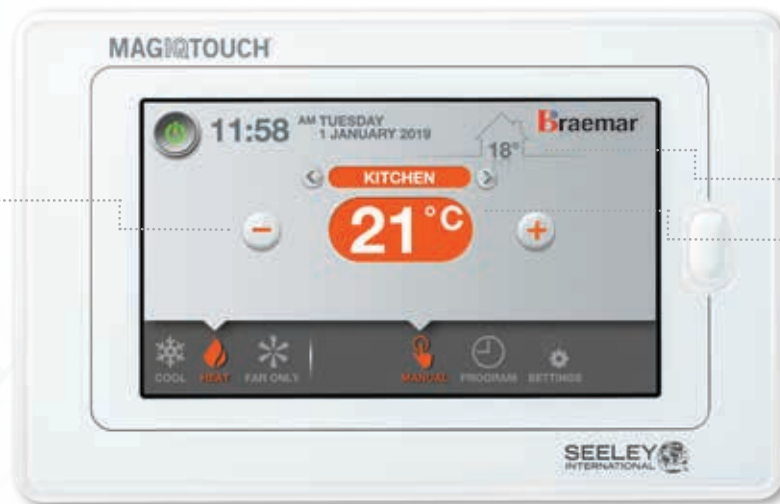 MAGIQTOUCH
11:58 AM TUESDAY
1 JANUARY 2019
Braemar
18°
KITCHEN
− 21°C +
COOL HEAT FAN ONLY MANUAL PROGRAM SETTINGS
SEELEY
INTERNATIONAL